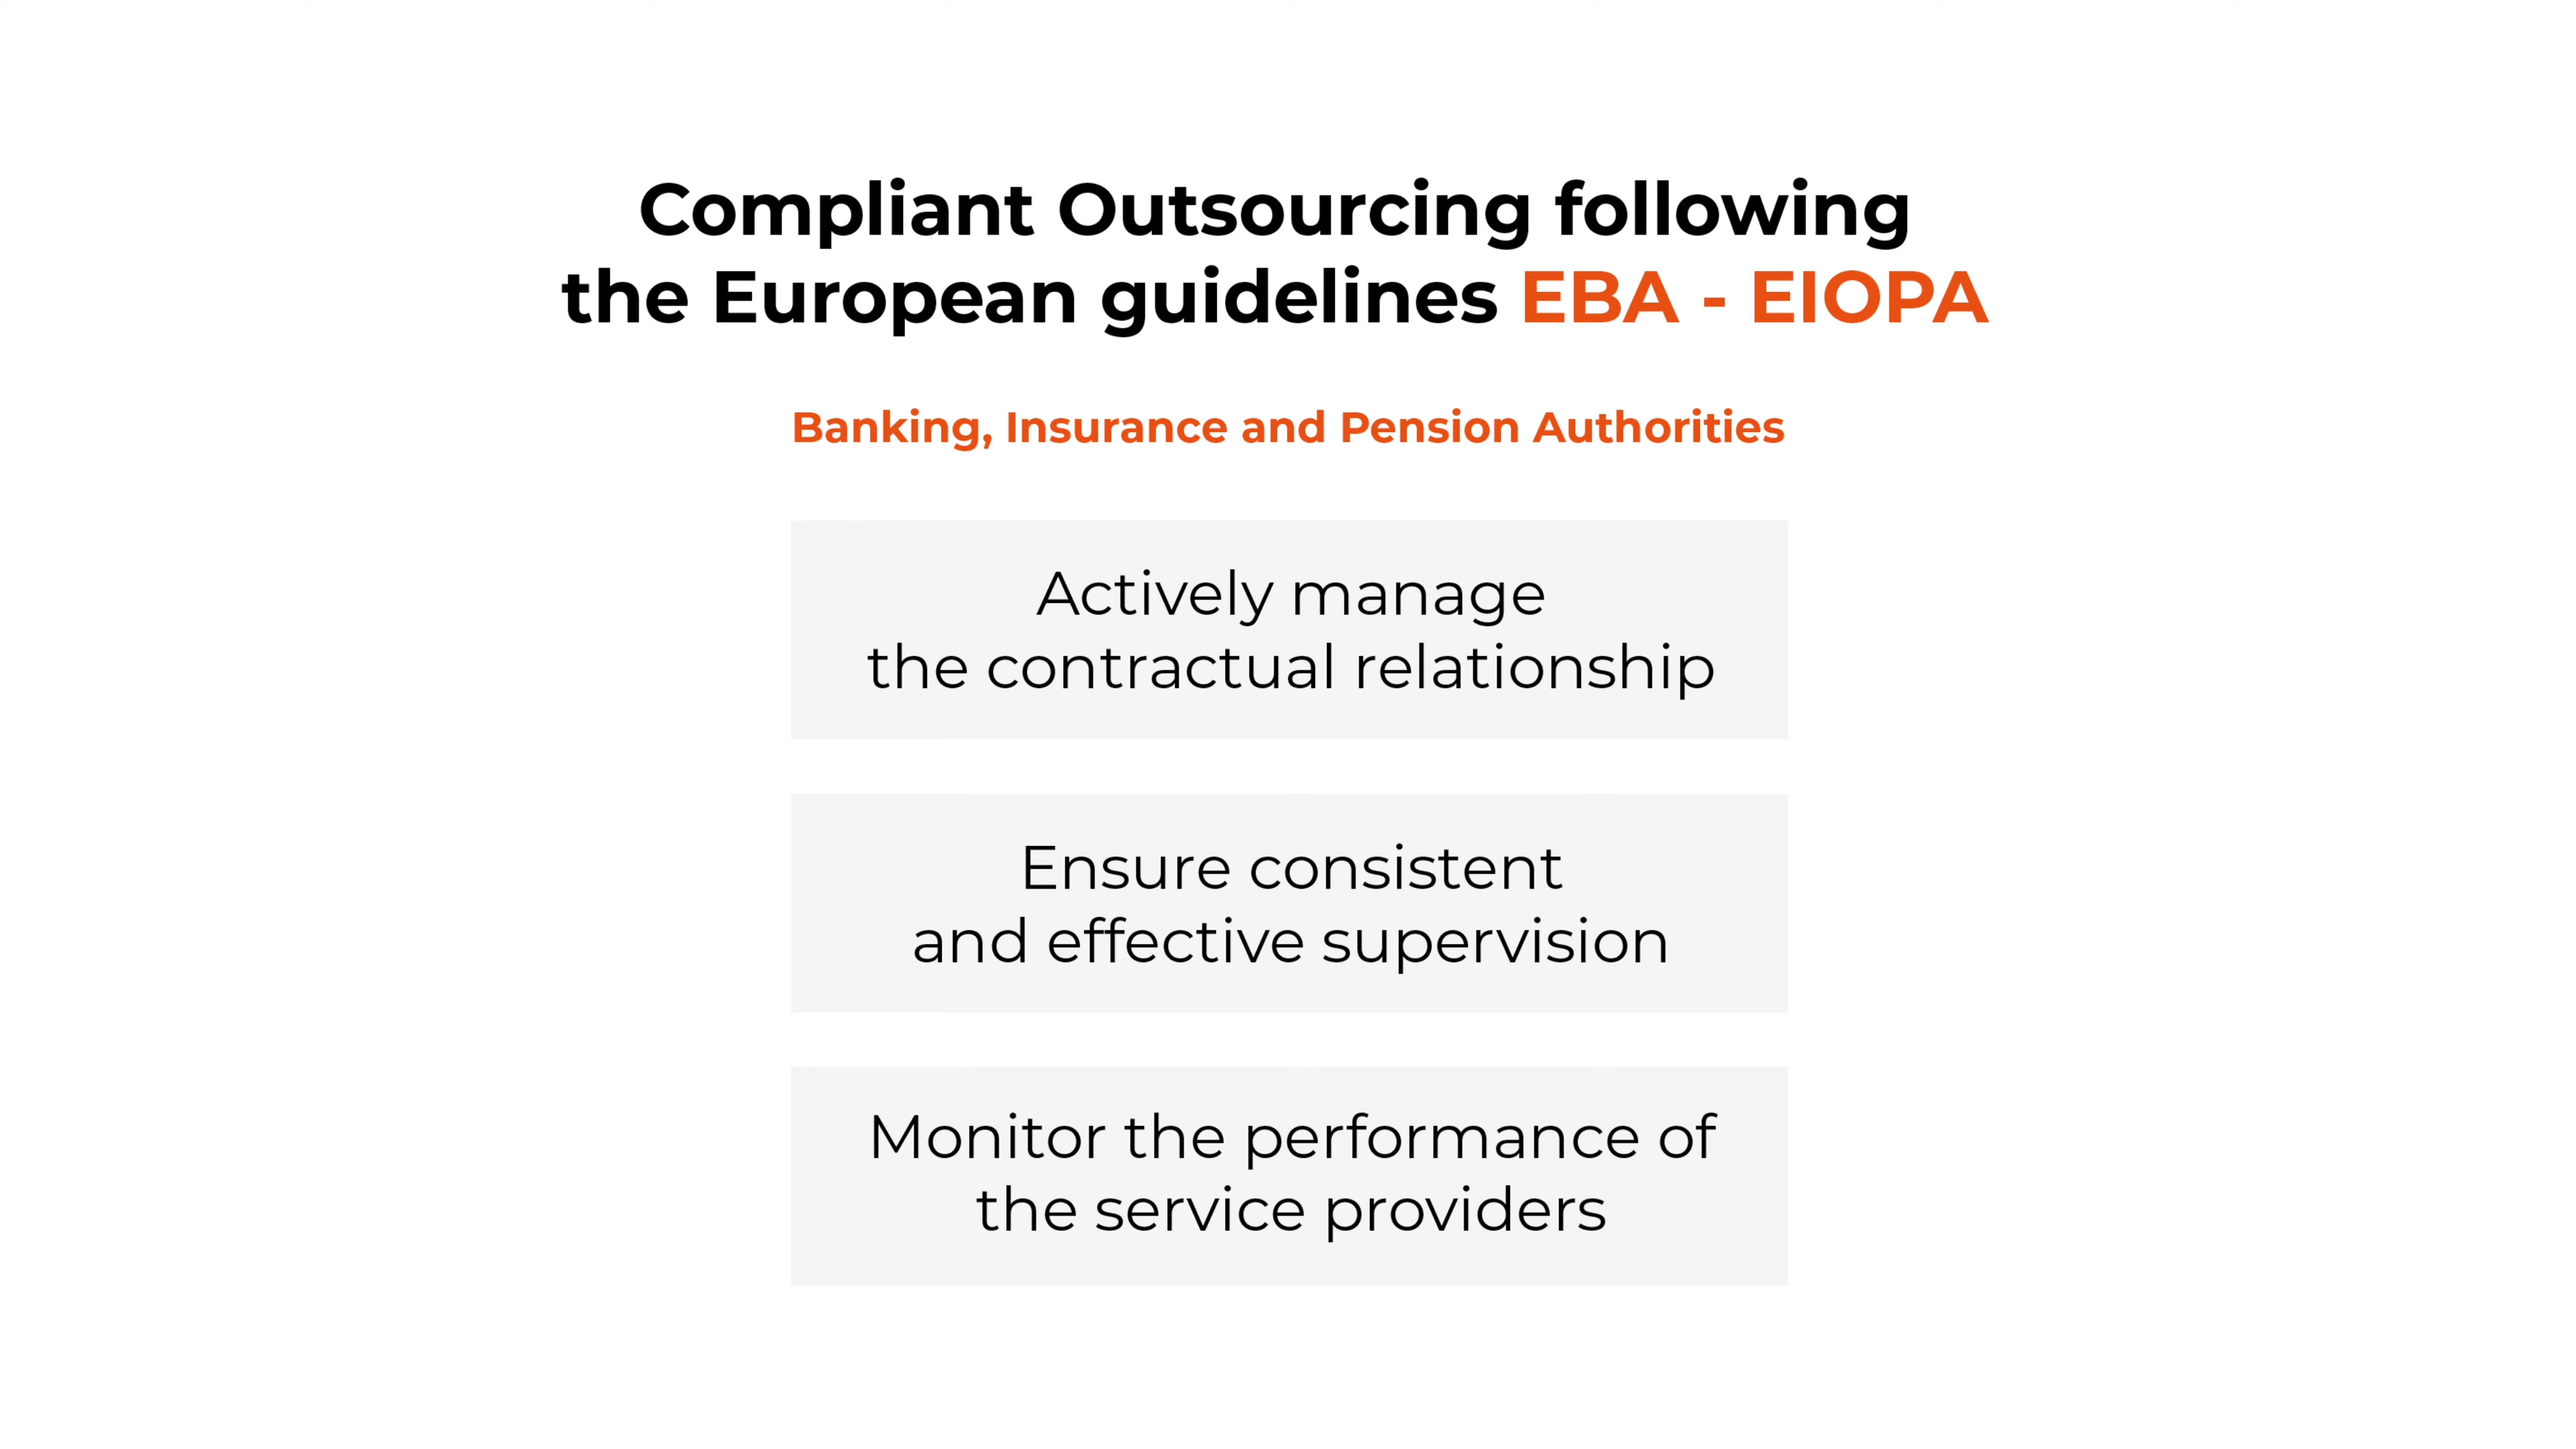 Compliant Outsourcing following
the European guidelines EBA - EIOPA
Banking, Insurance and Pension Authorities
Actively manage
the contractual relationship
Ensure consistent
and effective supervision
Monitor the performance of
the service providers